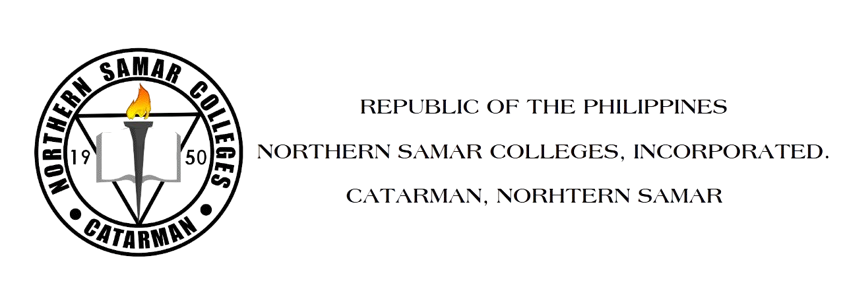 NORTHERN SAMAR COLLEGES
19 50
CATARMAN
REPUBLIC OF THE PHILIPPINES
NORTHERN SAMAR COLLEGES, INCORPORATED.
CATARMAN, NORHTERN SAMAR